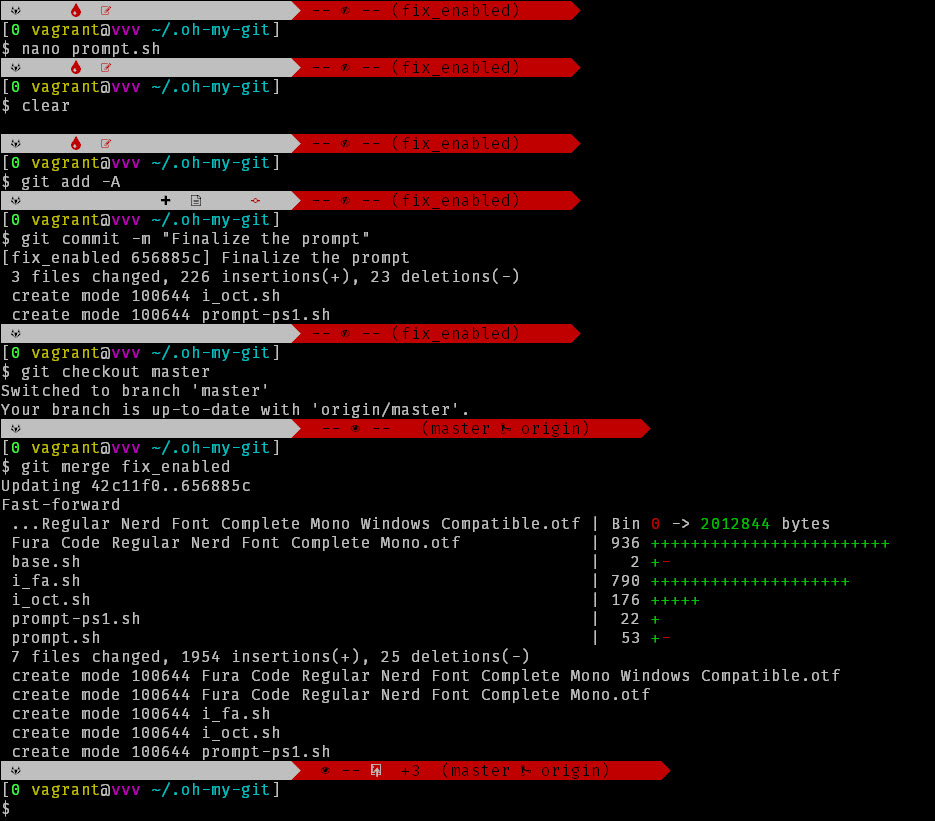 -- -- (fix_enabled)
[0 vagrant@vvv ~/.oh-my-git]
$ nano prompt.sh
-- -- (fix_enabled)
[0 vagrant@vvv ~/.oh-my-git]
$ clear
-- -- (fix_enabled)
[0 vagrant@vvv ~/.oh-my-git]
$ git add -A
-- -- (fix_enabled)
[0 vagrant@vvv ~/.oh-my-git]
$ git commit -m "Finalize the prompt"
[fix_enabled 656885c] Finalize the prompt
3 files changed, 226 insertions(+), 23 deletions(-)
create mode 100644 i_oct.sh
create mode 100644 prompt-ps1.sh
-- -- (fix_enabled)
[0 vagrant@vvv ~/.oh-my-git]
$ git checkout master
Switched to branch 'master'
Your branch is up-to-date with 'origin/master'.
-- -- (master origin)
[0 vagrant@vvv ~/.oh-my-git]
$ git merge fix_enabled
Updating 42c11f0..656885c
Fast-forward
...Regular Nerd Font Complete Mono Windows Compatible.otf | Bin 0 -> 2012844 bytes
Fura Code Regular Nerd Font Complete Mono.otf | 936 ++++++++++++++++++++++++
base.sh | 2 +-
i_fa.sh | 790 ++++++++++++++++++++
i_oct.sh | 176 +++++
prompt-ps1.sh | 22 +
prompt.sh | 53 +-
7 files changed, 1954 insertions(+), 25 deletions(-)
create mode 100644 Fura Code Regular Nerd Font Complete Mono Windows Compatible.otf
create mode 100644 Fura Code Regular Nerd Font Complete Mono.otf
create mode 100644 i_fa.sh
create mode 100644 i_oct.sh
create mode 100644 prompt-ps1.sh
-- +3 (master origin)
[0 vagrant@vvv ~/.oh-my-git]
$